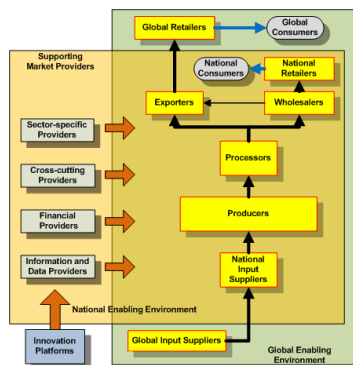 Global Retailers
Global
Consumers
Supporting
Market Providers
National
Consumers
National
Retailers
Exporters
Wholesalers
Sector-specific
Providers
Processors
Cross-cutting
Providers
Producers
Financial
Providers
Information and
Data Providers
National
Input
Suppliers
National Enabling Environment
Innovation
Platforms
Global Input Suppliers
Global Enabling
Environment